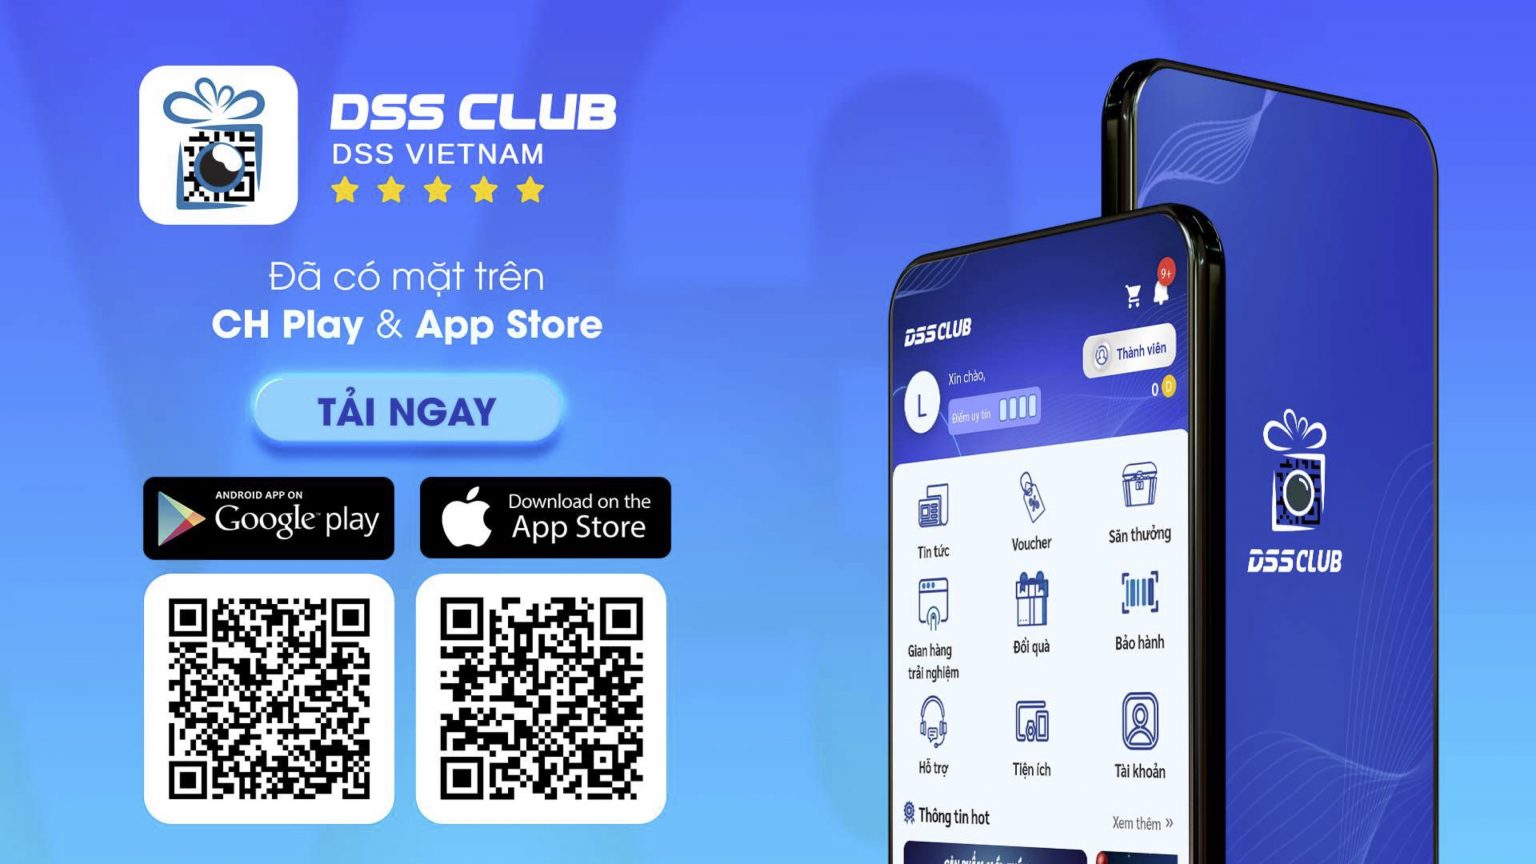 DSS CLUB
DSS VIETNAM
Đã có mặt trên
CH Play & App Store
TẢI NGAY
ANDROID APP ON
Google play
Download on the
App Store
9+
DSS CLUB
Thành viên
Xin chào,
L
Điểm uy tín
0 D
Tin tức
Voucher
Săn thưởng
Gian hàng
trải nghiệm
Đổi quà
Bảo hành
Hỗ trợ
Tiện ích
Tài khoản
Thông tin hot
Xem thêm »
DSS CLUB